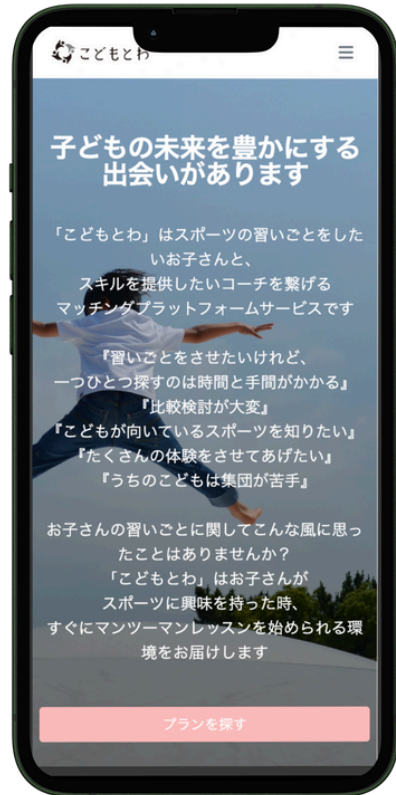 こどもとわ
子どもの未来を豊かにする
出会いがあります
「こどもとわ」はスポーツの習いごとをした
いお子さんと、
スキルを提供したいコーチを繋げる
マッチングプラットフォームサービスです
『習いごとをさせたいけれど、
一つひとつ探すのは時間と手間がかかる』
『比較検討が大変』
『こどもが向いているスポーツを知りたい』
『たくさんの体験をさせてあげたい』
『うちのこどもは集団が苦手』
お子さんの習いごとに関してこんな風に思っ
たことはありませんか？
「こどもとわ」はお子さんが
スポーツに興味を持った時、
すぐにマンツーマンレッスンを始められる環
境をお届けします
プランを探す